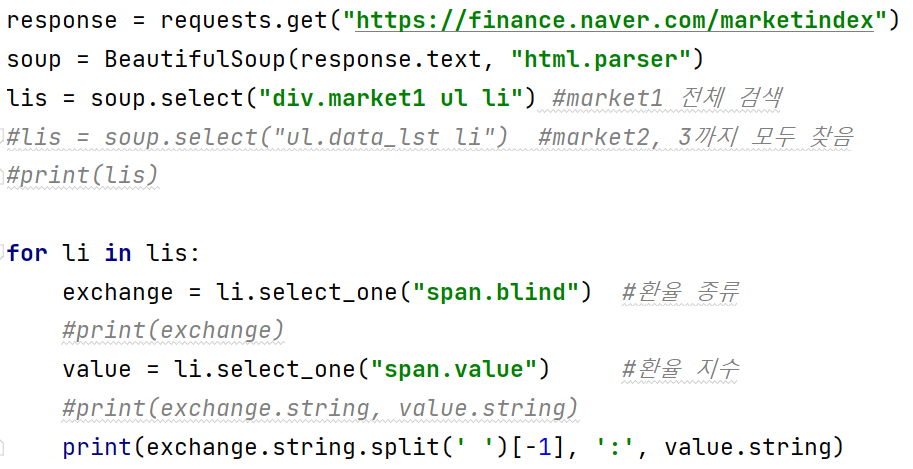 response = requests.get("https://finance.naver.com/marketindex")
soup = BeautifulSoup(response.text, "html.parser")
lis = soup.select("div.market1 ul li") #market1 전체 검색
#lis = soup.select("ul.data_lst li")  #market2, 3까지 모두 찾음
#print(lis)
for li in lis:
    exchange = li.select_one("span.blind")  #환율 종류
    #print(exchange)
    value = li.select_one("span.value")     #환율 지수
    #print(exchange.string, value.string)
    print(exchange.string.split(' ')[-1], ':', value.string)